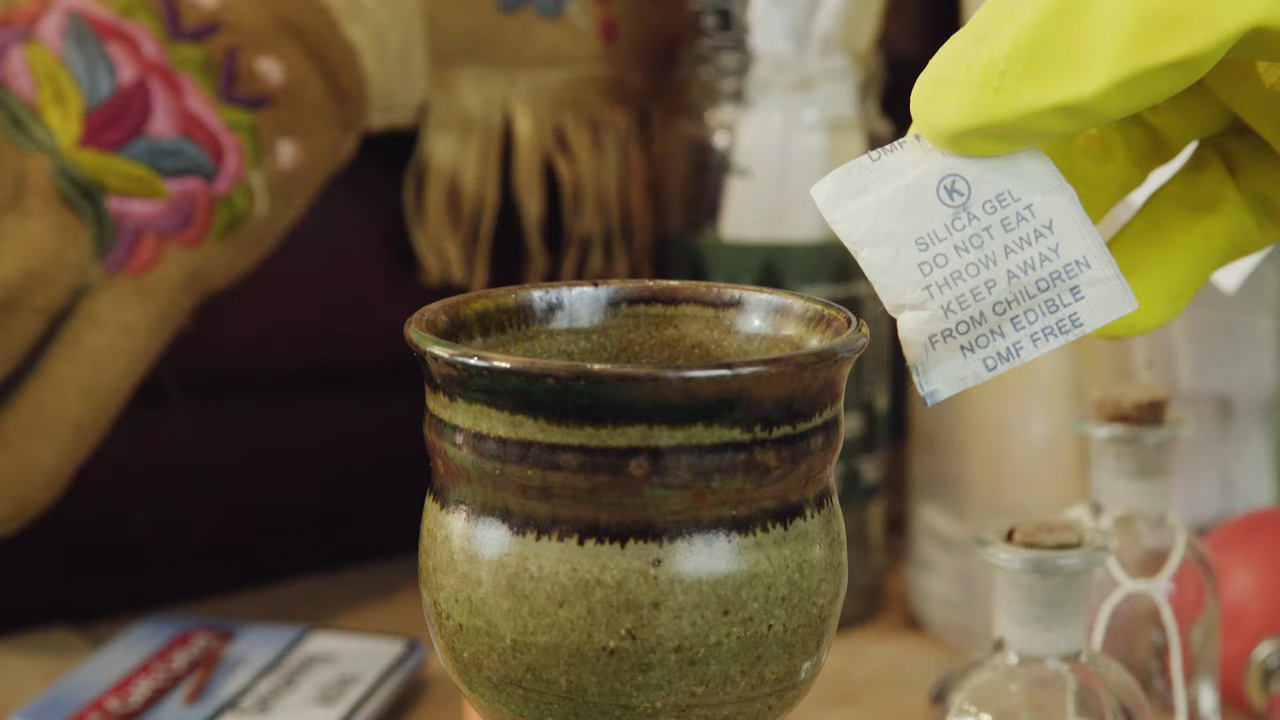 DMF
K
SILICA GEL
DO NOT EAT
THROW AWAY
KEEP AWAY
FROM CHILDREN
NON EDIBLE
DMF FREE